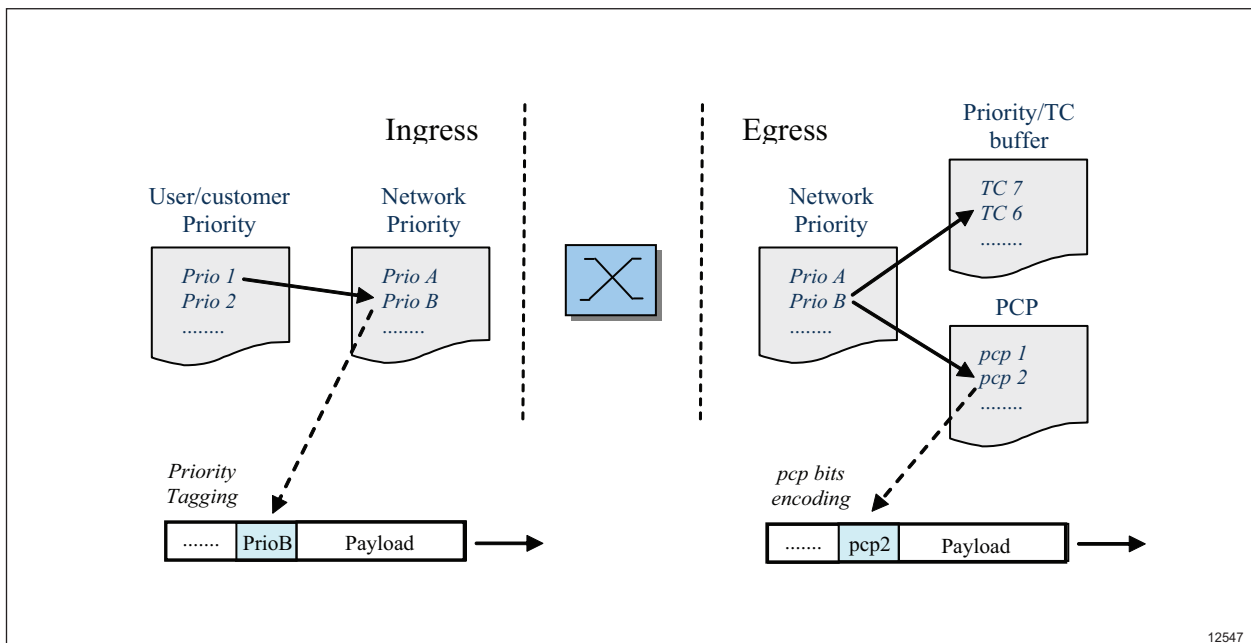 Ingress
User/customer
Priority
Prio 1
Prio 2
........
Network
Priority
Prio A
Prio B
........
Priority
Tagging
.......
PrioB
Payload
Egress
Network
Priority
Prio A
Prio B
........
Priority/TC
buffer
TC 7
TC 6
........
PCP
pcp 1
pcp 2
........
pcp bits
encoding
.......
pcp2
Payload
12547